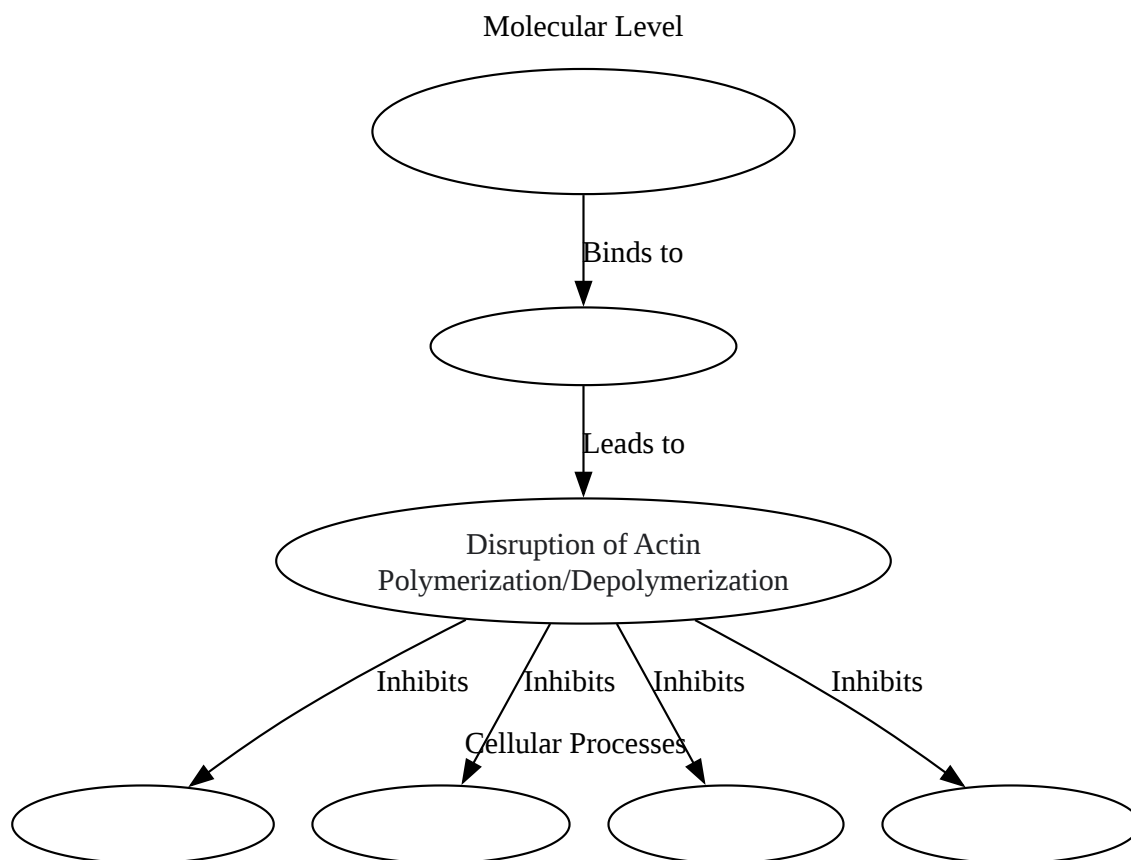 Molecular Level
Binds to
Leads to
Disruption of Actin
Polymerization/Depolymerization
Inhibits
Inhibits
Inhibits
Inhibits
Cellular Processes